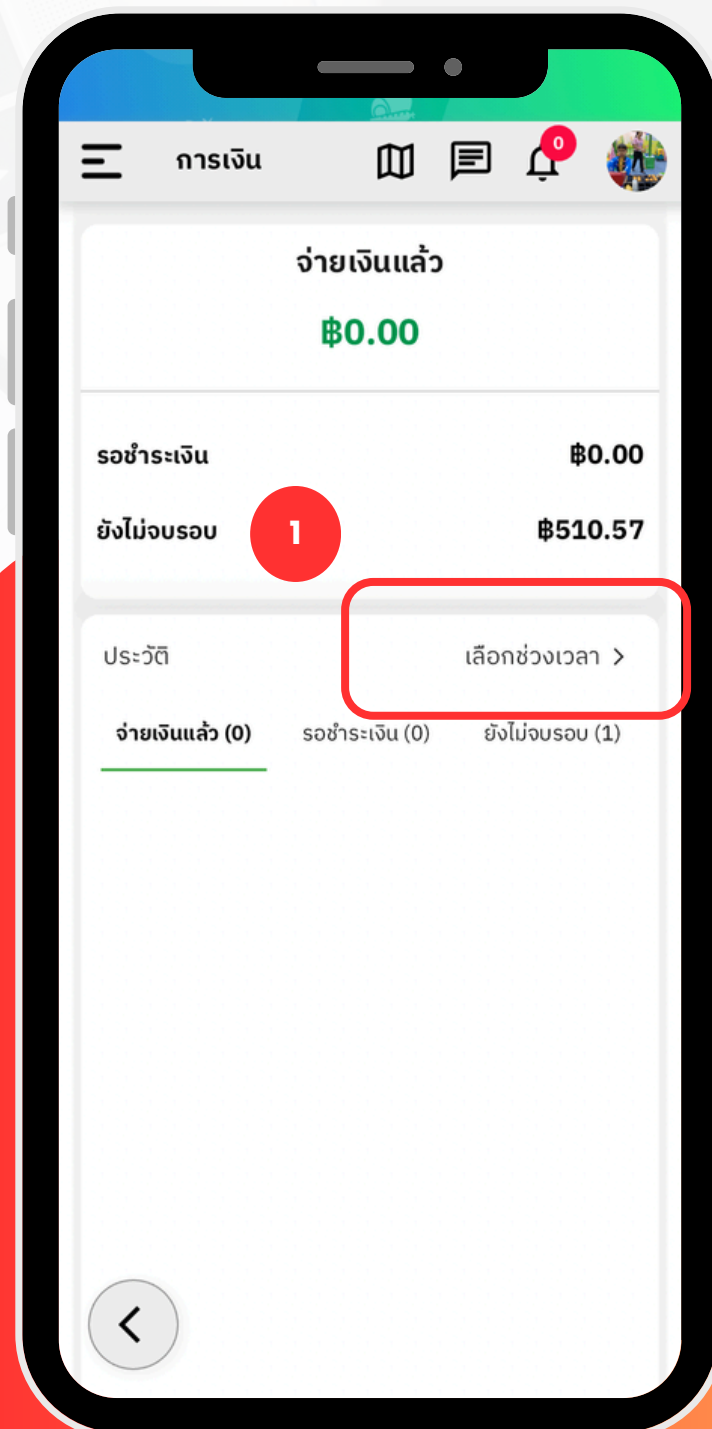 การเงิน
0
จ่ายเงินแล้ว
฿0.00
รอชำระเงิน ฿0.00
ยังไม่จบรอบ 1 ฿510.57
ประวัติ เลือกช่วงเวลา >
จ่ายเงินแล้ว (0) รอชำระเงิน (0) ยังไม่จบรอบ (1)